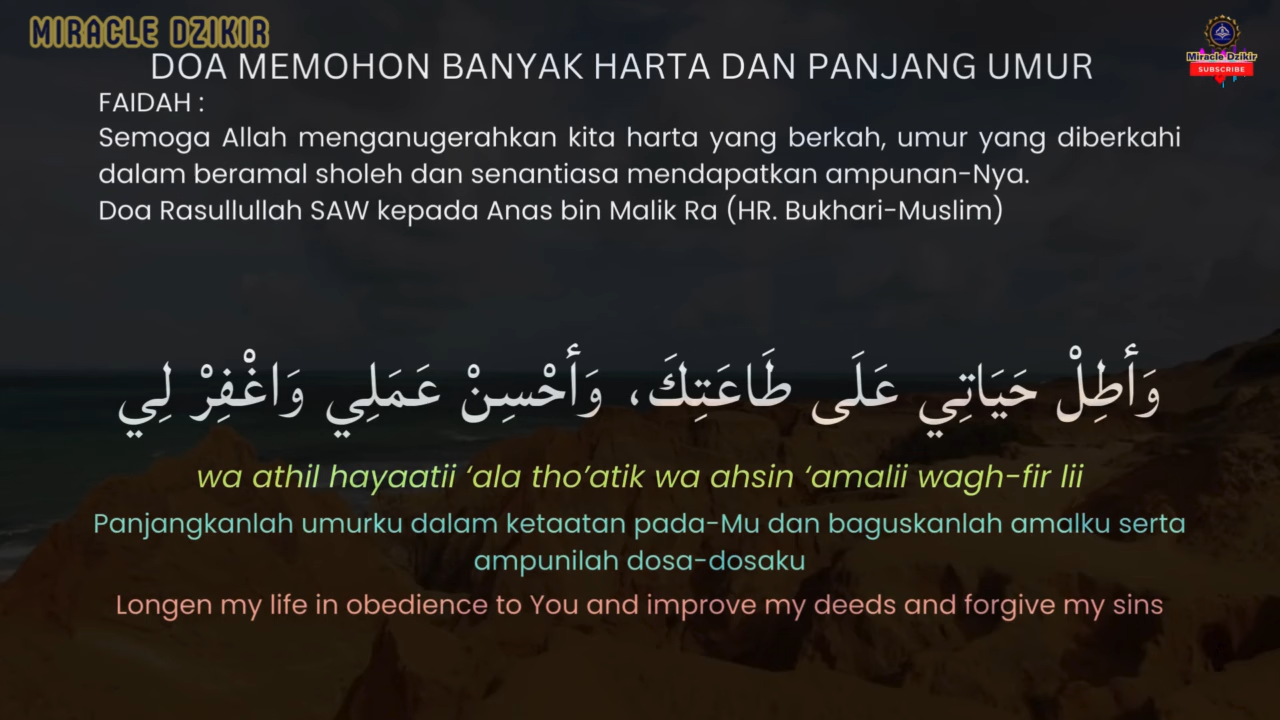 MIRACLE DZIKIR
Miracle Dzikir
SUBSCRIBE
DOA MEMOHON BANYAK HARTA DAN PANJANG UMUR
FAIDAH :
Semoga Allah menganugerahkan kita harta yang berkah, umur yang diberkahi
dalam beramal sholeh dan senantiasa mendapatkan ampunan-Nya.
Doa Rasullullah SAW kepada Anas bin Malik Ra (HR. Bukhari-Muslim)
وَأَطِلْ حَيَاتِي عَلَى طَاعَتِكَ، وَأَحْسِنْ عَمَلِي وَاغْفِرْ لِي
wa athil hayaatii ‘ala tho’atik wa ahsin ‘amalii wagh-fir lii
Panjangkanlah umurku dalam ketaatan pada-Mu dan baguskanlah amalku serta
ampunilah dosa-dosaku
Longen my life in obedience to You and improve my deeds and forgive my sins